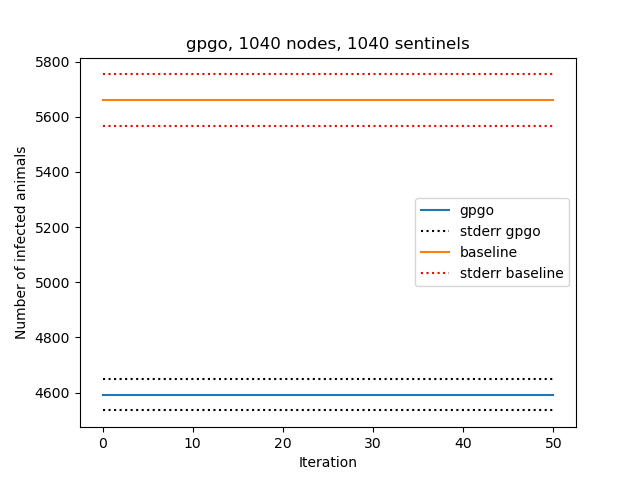 gpgo, 1040 nodes, 1040 sentinels
5800
5600
5400
5200
5000
4800
4600
Number of infected animals
gpgo
stderr gpgo
baseline
stderr baseline
0 10 20 30 40 50
Iteration